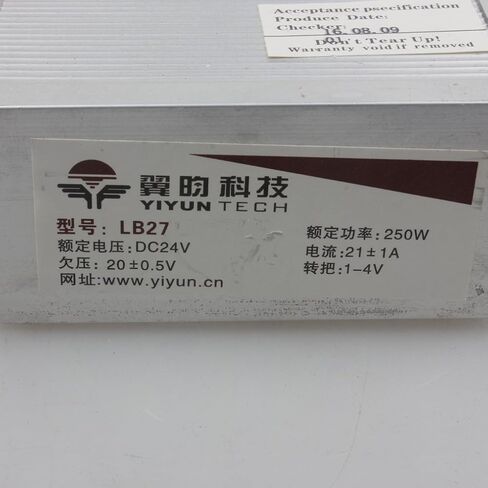 Acceptance psecification
Produce Date:
16.08.09
Checker:
01
Don't Tear Up!
Warranty void if removed
翼昀科技
YIYUN TECH
型号: LB27
额定电压: DC24V
欠压: 20±0.5V
网址: www.yiyun.cn
额定功率: 250W
电流: 21±1A
转把: 1-4V